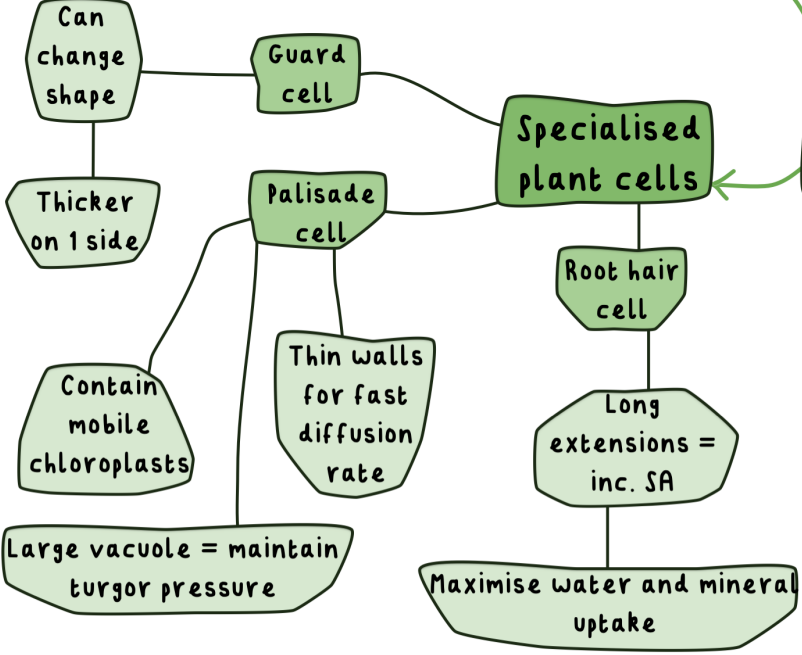 Can
change
shape
Guard
cell
Specialised
plant cells
Thicker
on 1 side
Palisade
cell
Root hair
cell
Contain
mobile
chloroplasts
Thin walls
for fast
diffusion
rate
Long
extensions =
inc. SA
Large vacuole = maintain
turgor pressure
Maximise water and mineral
uptake